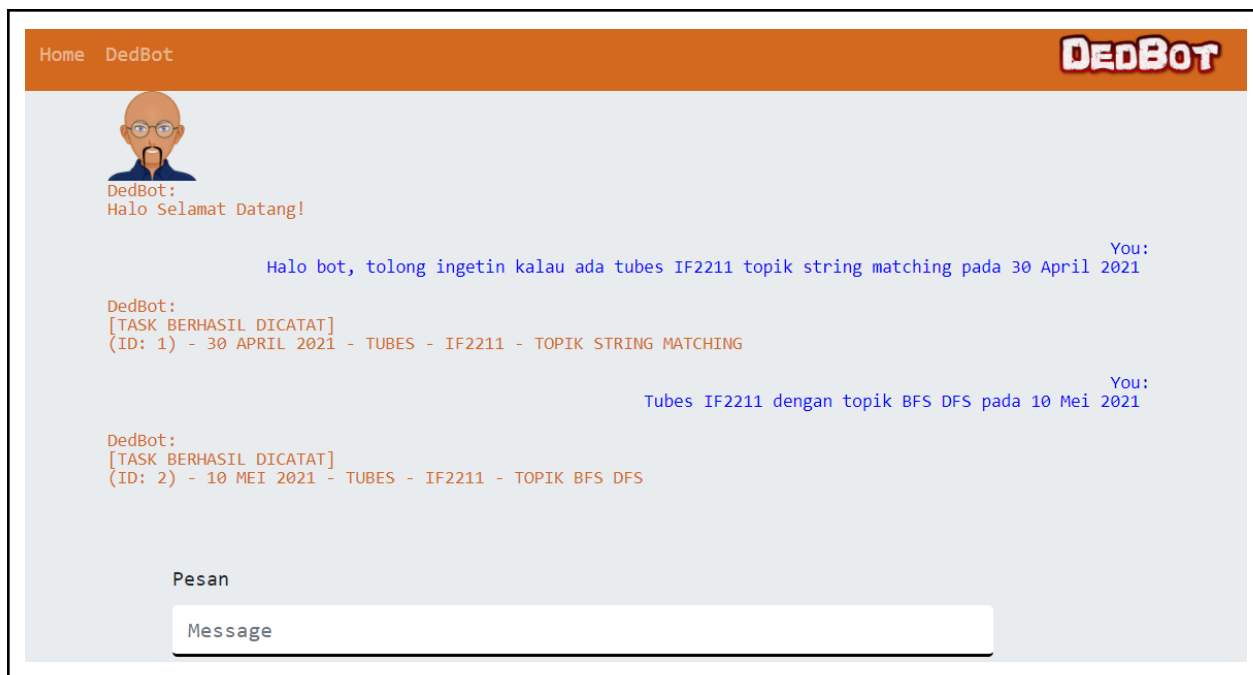 Home DedBot
DEDBOT
DedBot:
Halo Selamat Datang!
You:
Halo bot, tolong ingetin kalau ada tubes IF2211 topik string matching pada 30 April 2021
DedBot:
[TASK BERHASIL DICATAT]
(ID: 1) - 30 APRIL 2021 - TUBES - IF2211 - TOPIK STRING MATCHING
You:
Tubes IF2211 dengan topik BFS DFS pada 10 Mei 2021
DedBot:
[TASK BERHASIL DICATAT]
(ID: 2) - 10 MEI 2021 - TUBES - IF2211 - TOPIK BFS DFS
Pesan
Message